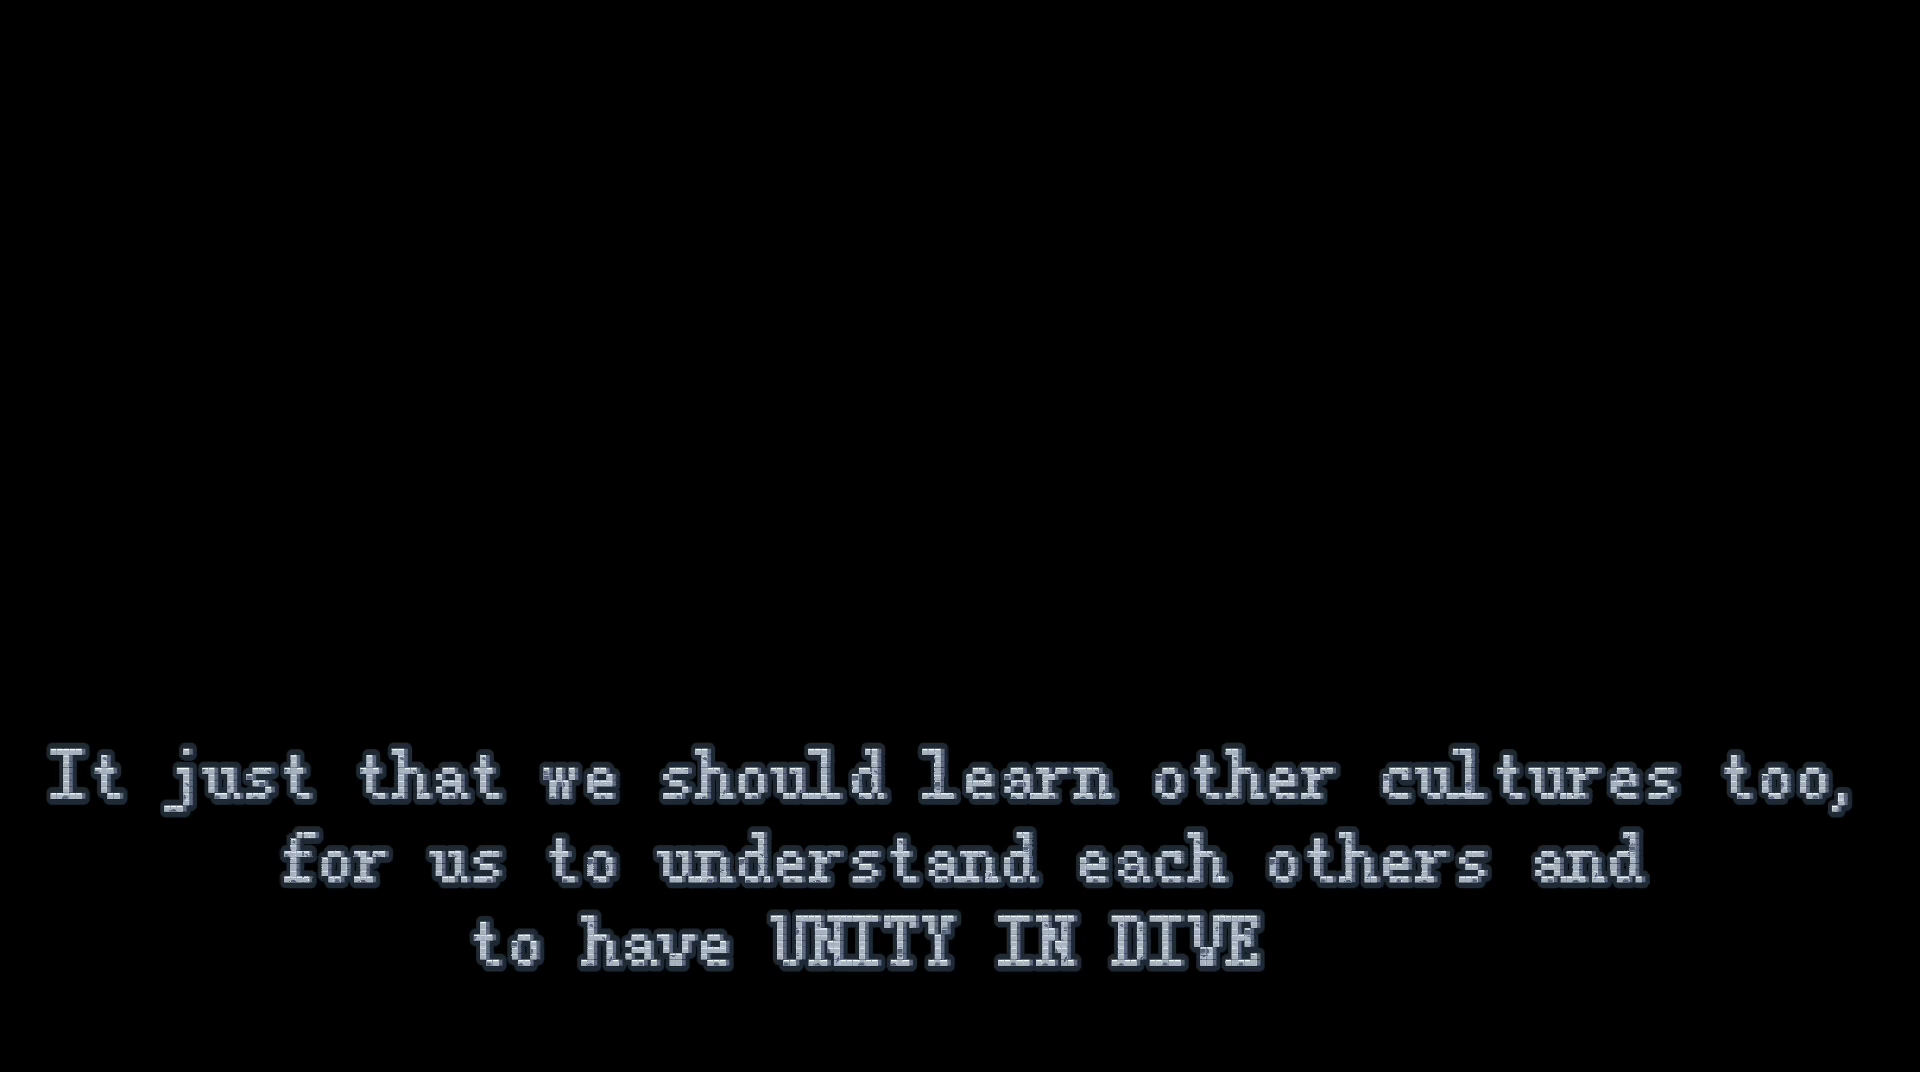 It just that we should learn other cultures too,
for us to understand each others and
to have UNITY IN DIVE